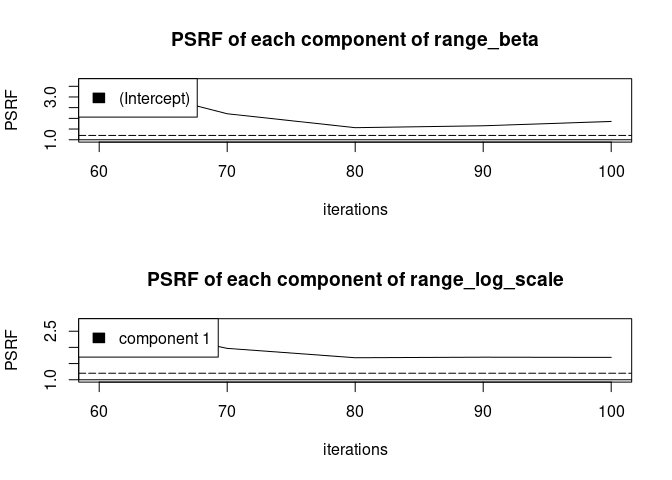 PSRF of each component of range_beta
PSRF
3.0
1.0
(Intercept)
60 70 80 90 100
iterations
PSRF of each component of range_log_scale
PSRF
2.5
1.0
component 1
60 70 80 90 100
iterations